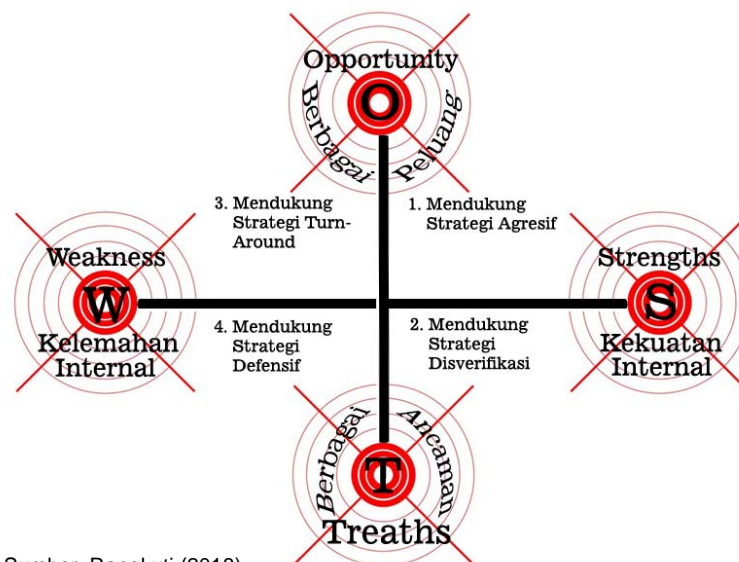 Opportunity
O
Berbagai Peluang
3. Mendukung
Strategi Turn-
Around
1. Mendukung
Strategi Agresif
Weakness
W
Kelemahan
Internal
Strengths
S
Kekuatan
Internal
4. Mendukung
Strategi
Defensif
2. Mendukung
Strategi
Disverifikasi
Berbagai Ancaman
T
Treaths